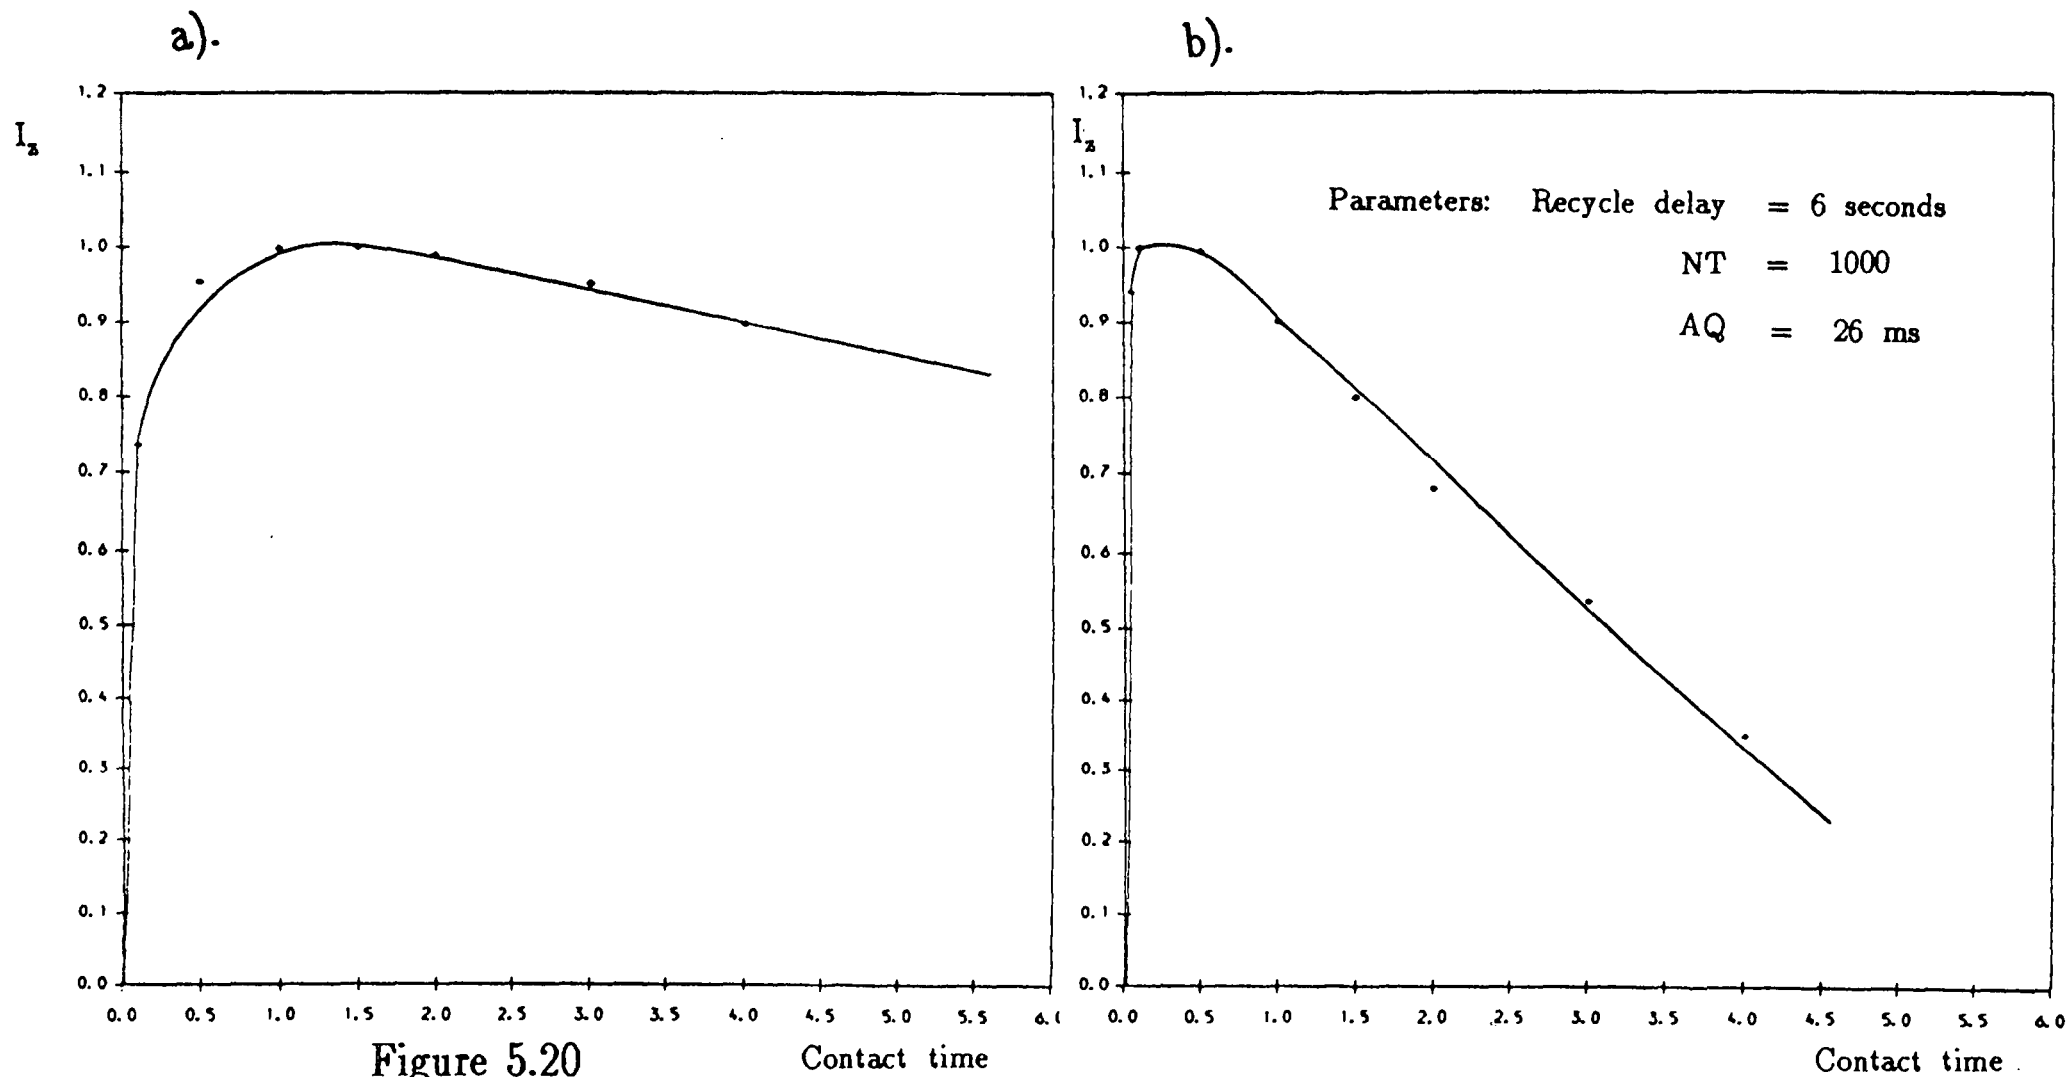 a).
b).
1.2
I_z
1.1
1.0
0.9
0.8
0.7
0.6
0.5
0.4
0.3
0.2
0.1
0.0
0.0 0.5 1.0 1.5 2.0 2.5 3.0 3.5 4.0 4.5 5.0 5.5
Figure 5.20
Contact time
1.2
I_z
1.1
1.0
0.9
0.8
0.7
0.6
0.5
0.4
0.3
0.2
0.1
0.0
0.0 0.5 1.0 1.5 2.0 2.5 3.0 3.5 4.0 4.5 5.0 5.5 6.0
Contact time
Parameters: Recycle delay = 6 seconds
NT = 1000
AQ = 26 ms